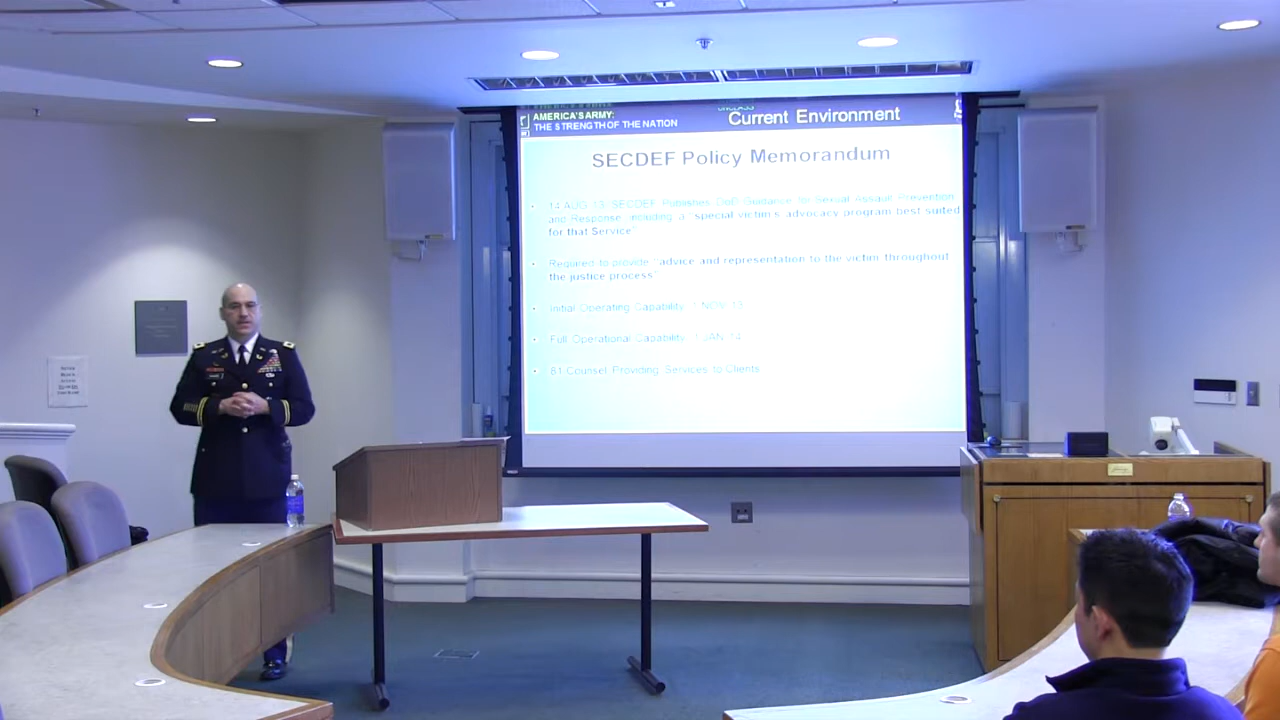 UNCLASS
AMERICA'S ARMY:
THE STRENGTH OF THE NATION
Current Environment
SECDEF Policy Memorandum
• 14 AUG 13: SECDEF Publishes DoD Guidance for Sexual Assault Prevention
and Response, including a "special victim's advocacy program best suited
for that Service"
• Required to provide "advice and representation to the victim throughout
the justice process"
• Initial Operating Capability: 1 NOV 13
• Full Operational Capability: 1 JAN 14
• 81 Counsel Providing Services to Clients